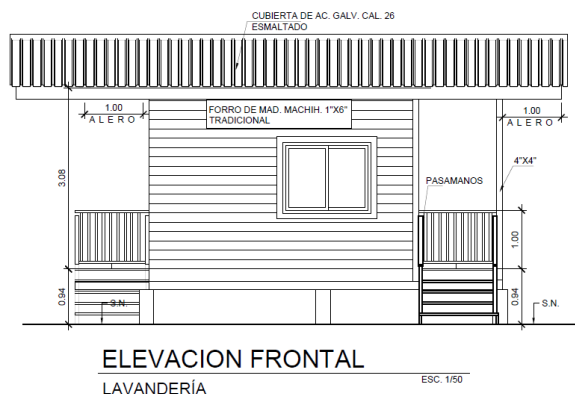 CUBIERTA DE AC. GALV. CAL. 26
ESMALTADO
1.00
ALERO
FORRO DE MAD. MACHIH. 1"X6"
TRADICIONAL
1.00
ALERO
4"X4"
PASAMANOS
3.08
1.00
0.94
S.N.
0.94
S.N.
ELEVACION FRONTAL
LAVANDERÍA
ESC. 1/50